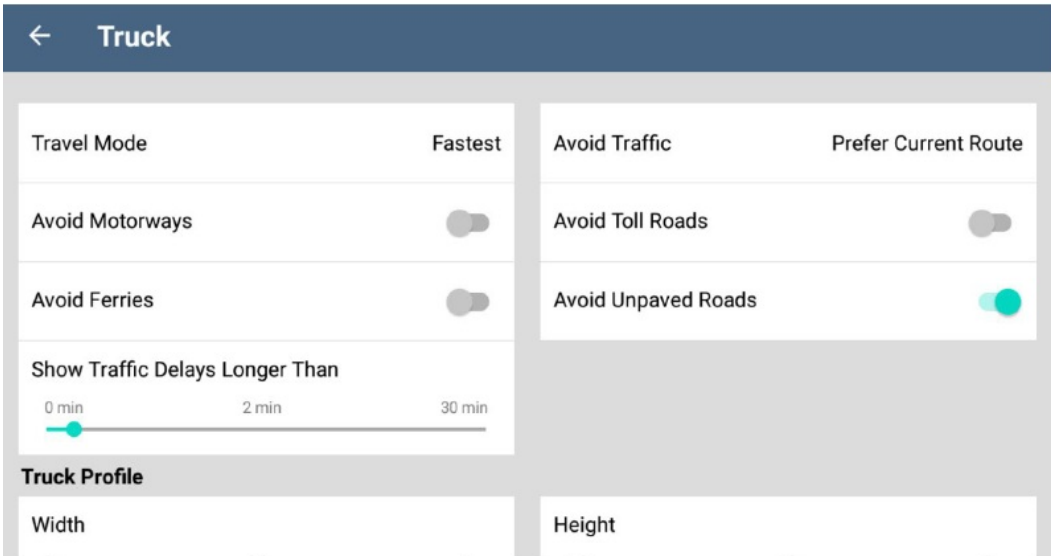 Truck
Travel Mode Fastest
Avoid Traffic Prefer Current Route
Avoid Motorways
Avoid Toll Roads
Avoid Ferries
Avoid Unpaved Roads
Show Traffic Delays Longer Than
0 min 2 min 30 min
Truck Profile
Width
Height